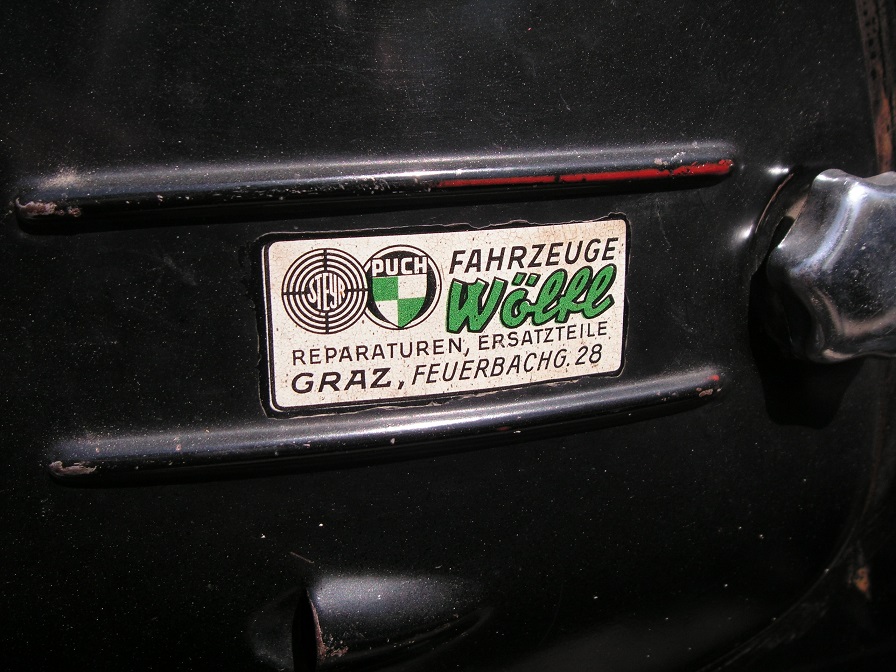 STEYR
PUCH
FAHRZEUGE
Wölfl
REPARATUREN, ERSATZTEILE
GRAZ, FEUERBACHG. 28